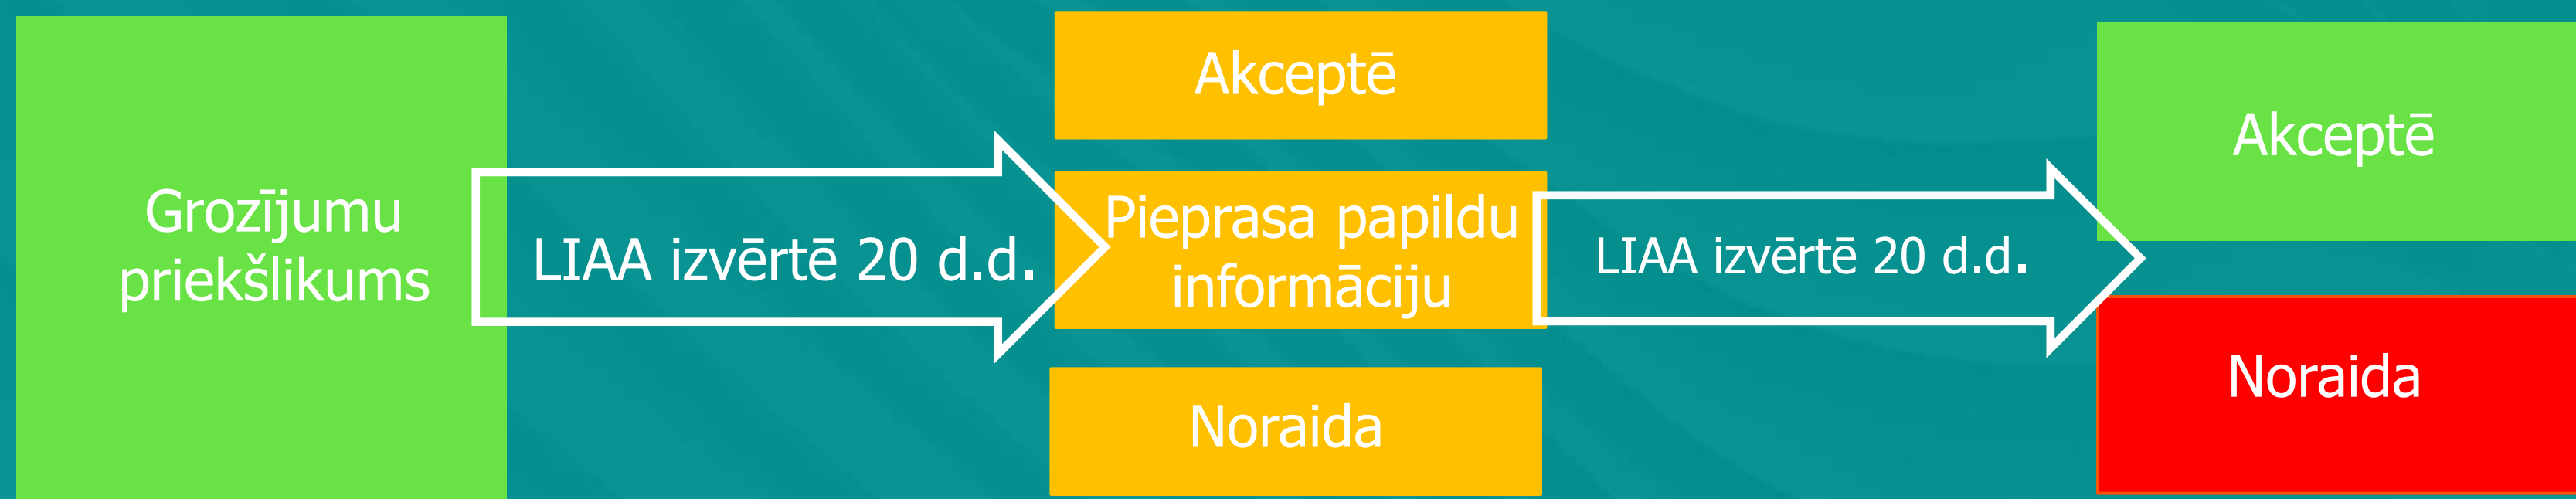 Grozījumu
priekšlikums
LIAA izvērtē 20 d.d.
Akceptē
Pieprasa papildu
informāciju
Noraida
LIAA izvērtē 20 d.d.
Akceptē
Noraida